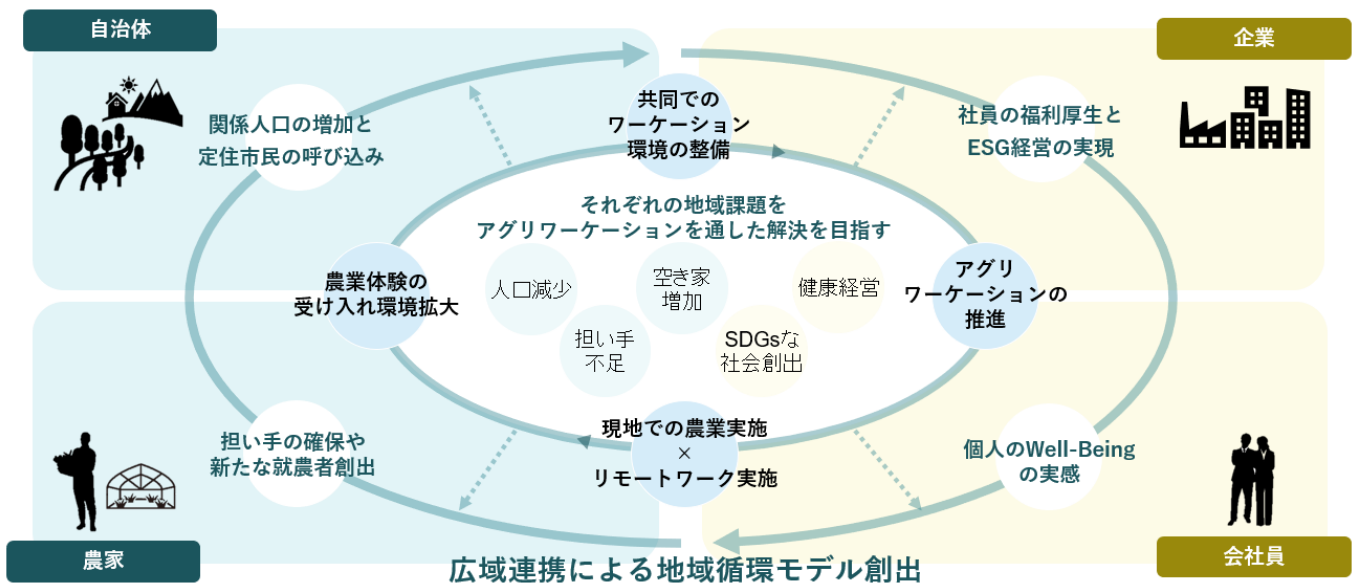 自治体
企業
関係人口の増加と
定住市民の呼び込み
共同での
ワーケーション
環境の整備
社員の福利厚生と
ESG経営の実現
それぞれの地域課題を
アグリワーケーションを通した解決を目指す
農業体験の
受け入れ環境拡大
人口減少
空き家
増加
健康経営
担い手
不足
SDGsな
社会創出
アグリ
ワーケーションの
推進
担い手の確保や
新たな就農者創出
現地での農業実施
×
リモートワーク実施
個人のWell-Being
の実感
農家
会社員
広域連携による地域循環モデル創出